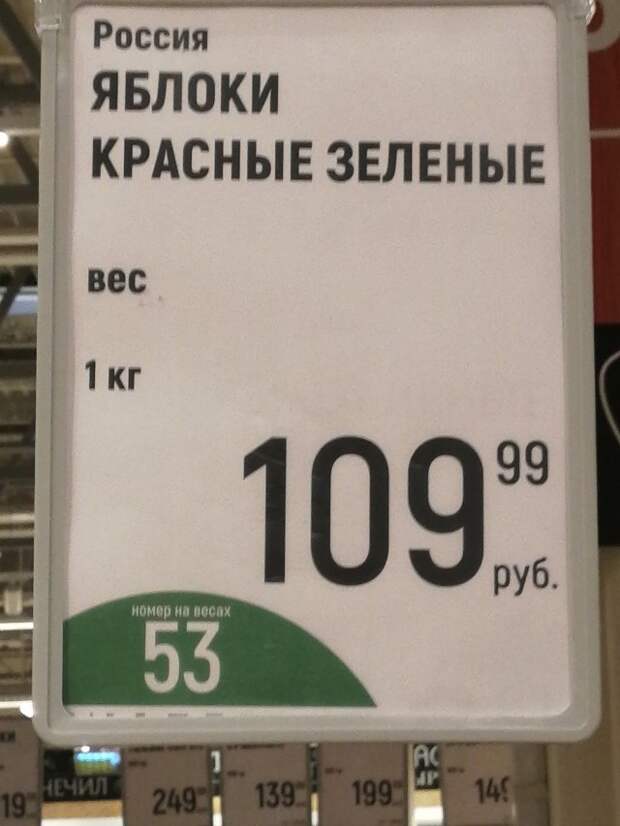 Россия
ЯБЛОКИ
КРАСНЫЕ ЗЕЛЕНЫЕ
вес
1 кг
109 99
руб.
номер на весах
53
249
139
199